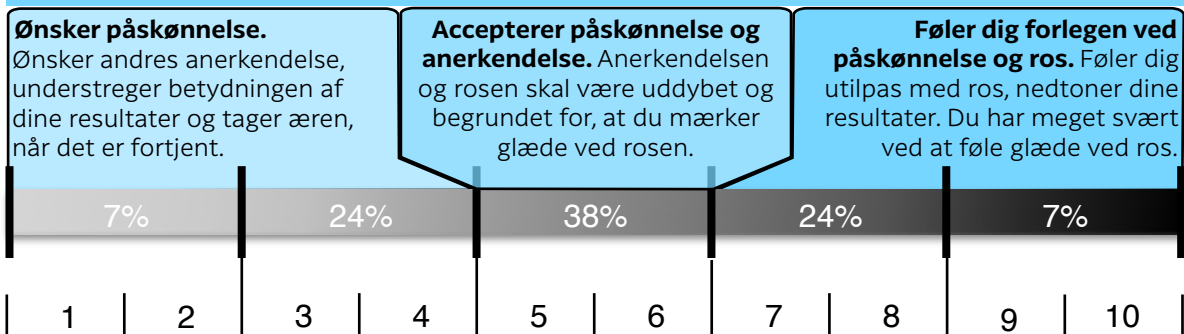 Ønsker påskønnelse.
Ønsker andres anerkendelse,
understreger betydningen af
dine resultater og tager æren,
når det er fortjent.
Accepterer påskønnelse og
anerkendelse. Anerkendelsen
og rosen skal være uddybet og
begrundet for, at du mærker
glæde ved rosen.
Føler dig forlegen ved
påskønnelse og ros. Føler dig
utilpas med ros, nedtoner dine
resultater. Du har meget svært
ved at føle glæde ved ros.
7% 24% 38% 24% 7%
1 2 3 4 5 6 7 8 9 10